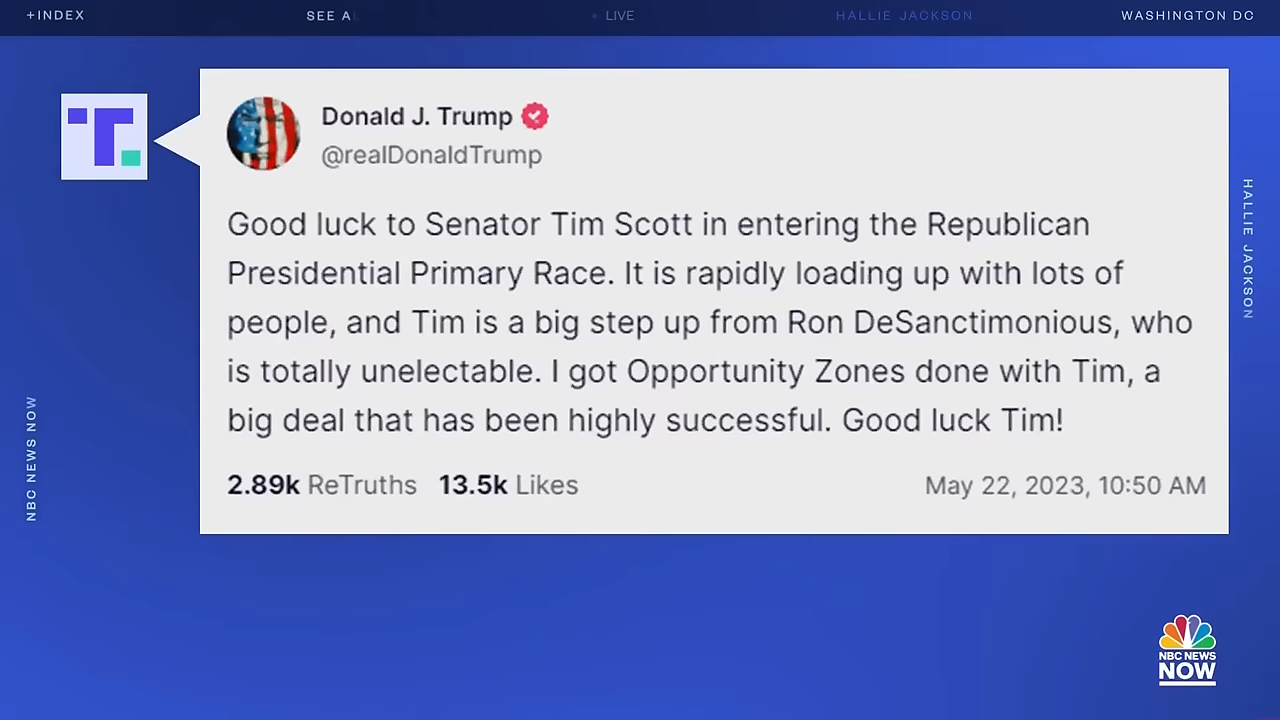 +INDEX
SEE A
LIVE
HALLIE JACKSON
WASHINGTON DC
Donald J. Trump
@realDonaldTrump
Good luck to Senator Tim Scott in entering the Republican
Presidential Primary Race. It is rapidly loading up with lots of
people, and Tim is a big step up from Ron DeSanctimonious, who
is totally unelectable. I got Opportunity Zones done with Tim, a
big deal that has been highly successful. Good luck Tim!
2.89k ReTruths 13.5k Likes
May 22, 2023, 10:50 AM
HALLIE JACKSON
NBC NEWS NOW
NBC NEWS
NOW